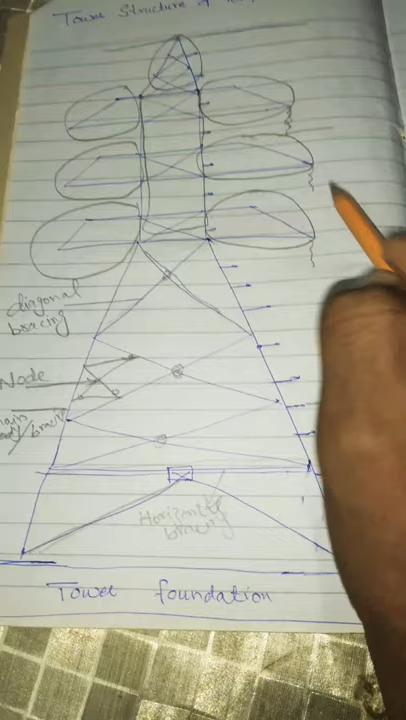 Tower Structure of
diagonal
bracing
Node
Horizontal
bracing
Tower foundation